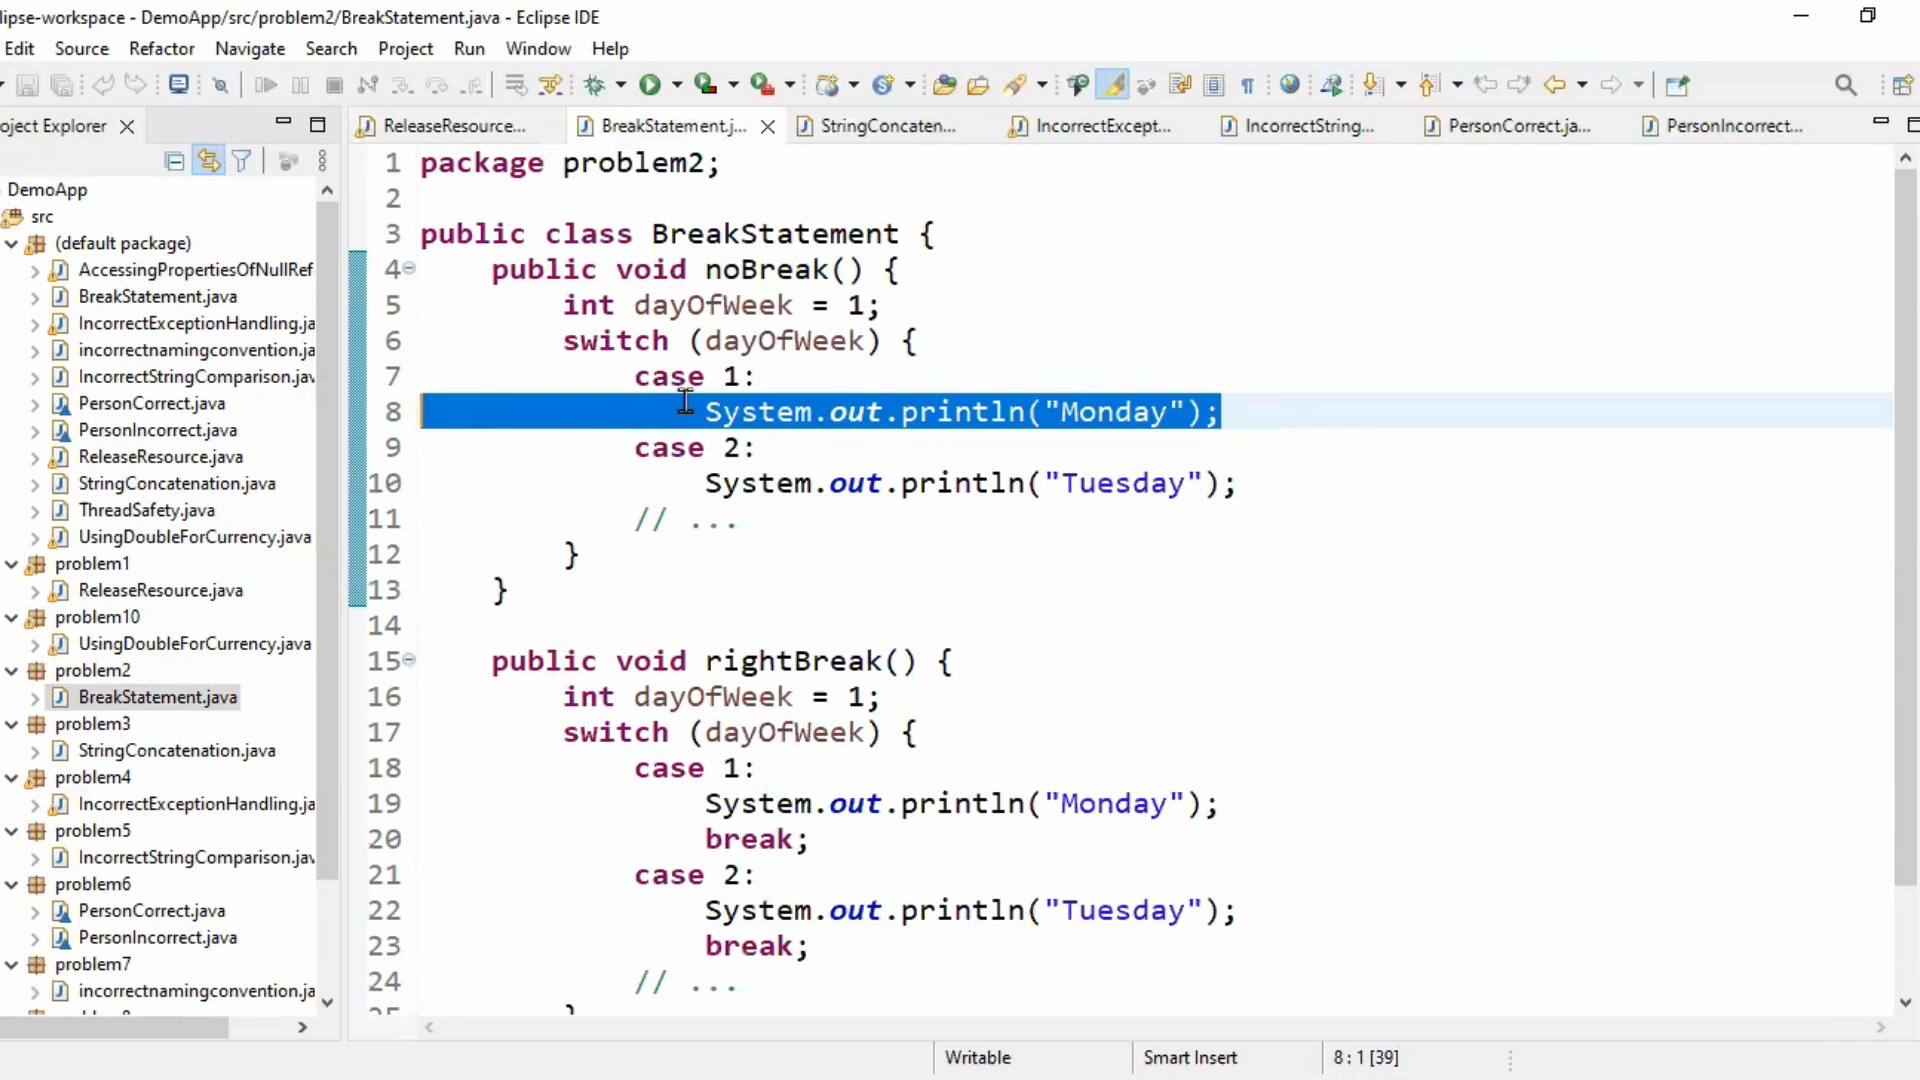 lipse-workspace - DemoApp/src/problem2/BreakStatement.java - Eclipse IDE
Edit Source Refactor Navigate Search Project Run Window Help
oject Explorer
ReleaseResource... BreakStatement.j... StringConcaten... IncorrectExcept... IncorrectString... PersonCorrect.ja... PersonIncorrect...
DemoApp
src
(default package)
AccessingPropertiesOfNullRef
BreakStatement.java
IncorrectExceptionHandling.ja
incorrectnamingconvention.ja
IncorrectStringComparison.jav
PersonCorrect.java
PersonIncorrect.java
ReleaseResource.java
StringConcatenation.java
ThreadSafety.java
UsingDoubleForCurrency.java
problem1
ReleaseResource.java
problem10
UsingDoubleForCurrency.java
problem2
BreakStatement.java
problem3
StringConcatenation.java
problem4
IncorrectExceptionHandling.ja
problem5
IncorrectStringComparison.jav
problem6
PersonCorrect.java
PersonIncorrect.java
problem7
incorrectnamingconvention.ja
1 package problem2;
2
3 public class BreakStatement {
4 public void noBreak() {
5 int dayOfWeek = 1;
6 switch (dayOfWeek) {
7 case 1:
8 System.out.println("Monday");
9 case 2:
10 System.out.println("Tuesday");
11 // ...
12 }
13 }
14
15 public void rightBreak() {
16 int dayOfWeek = 1;
17 switch (dayOfWeek) {
18 case 1:
19 System.out.println("Monday");
20 break;
21 case 2:
22 System.out.println("Tuesday");
23 break;
24 // ...
Writable Smart Insert 8 : 1 [39]